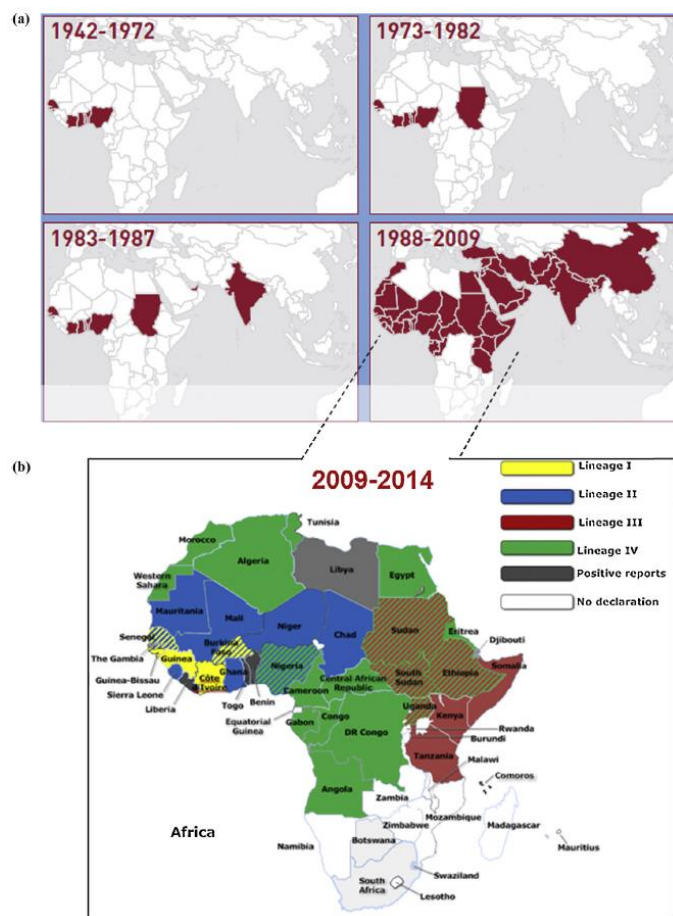 (a)
1942-1972
1973-1982
1983-1987
1988-2009
(b)
2009-2014
Lineage I
Lineage II
Lineage III
Lineage IV
Positive reports
No declaration
Tunisia
Morocco
Algeria
Libya
Egypt
Western
Sahara
Mauritania
Mali
Niger
Chad
Sudan
Eritrea
Djibouti
Senegal
The Gambia
Guinea-Bissau
Guinea
Sierra Leone
Liberia
Côte
d'Ivoire
Burkina
Faso
Ghana
Togo
Benin
Nigeria
Cameroon
Central African
Republic
South
Sudan
Ethiopia
Somalia
Equatorial
Guinea
Gabon
Congo
DR Congo
Uganda
Kenya
Rwanda
Burundi
Tanzania
Malawi
Comoros
Angola
Zambia
Mozambique
Zimbabwe
Madagascar
Mauritius
Africa
Namibia
Botswana
Swaziland
South
Africa
Lesotho